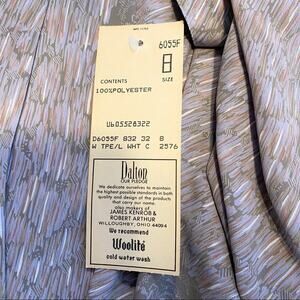 6055F
CONTENTS
100%POLYESTER
8
SIZE
U605528322
D6055F 832 32 8
W TPE/L WHT C 2576
Dalton
OUR PLEDGE
We dedicate ourselves to maintain
the highest possible standards in both
quality and design of the products
that carry our name.
also makers of
JAMES KENROB &
ROBERT ARTHUR
WILLOUGHBY, OHIO 44094
We recommend
Woolite
cold water wash